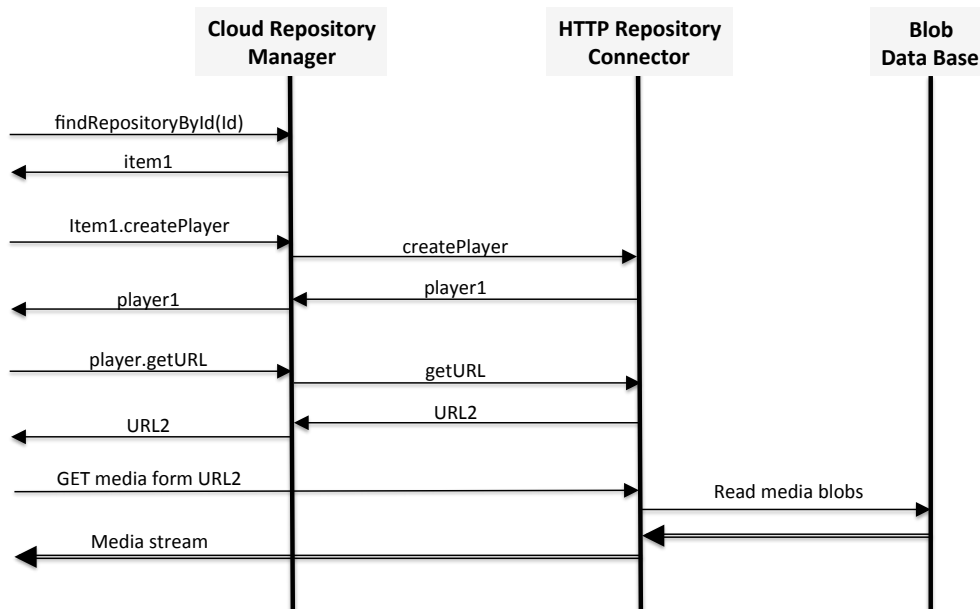 Cloud Repository
Manager
HTTP Repository
Connector
Blob
Data Base
findRepositoryById(Id)
item1
Item1.createPlayer
createPlayer
player1
player1
player.getURL
getURL
URL2
URL2
GET media form URL2
Read media blobs
Media stream